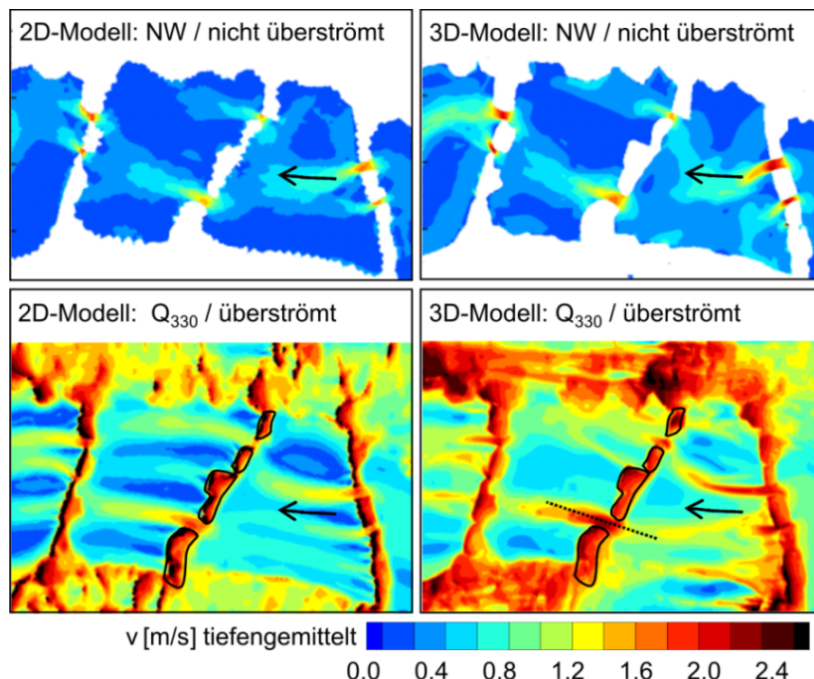 2D-Modell: NW / nicht überströmt
3D-Modell: NW / nicht überströmt
2D-Modell: Q₃₃₀ / überströmt
3D-Modell: Q₃₃₀ / überströmt
v [m/s] tiefengemittelt
0.0 0.4 0.8 1.2 1.6 2.0 2.4